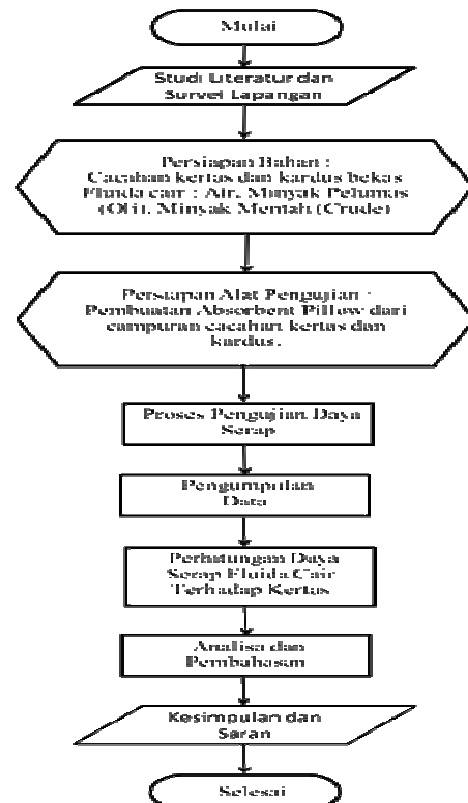 Mulai
Studi Literatur dan
Survei Lapangan
Persiapan Bahan :
Cacahan kertas dan kardus bekas
Fluida cair : Air, Minyak Pelumas
(Oli), Minyak Mentah (Crude)
Persiapan Alat Pengujian :
Pembuatan Absorbent Pillow dari
campuran cacahan kertas dan
kardus.
Proses Pengujian Daya
Serap
Pengumpulan
Data
Perhitungan Daya
Serap Fluida Cair
Terhadap Kertas
Analisa dan
Pembahasan
Kesimpulan dan
Saran
Selesai